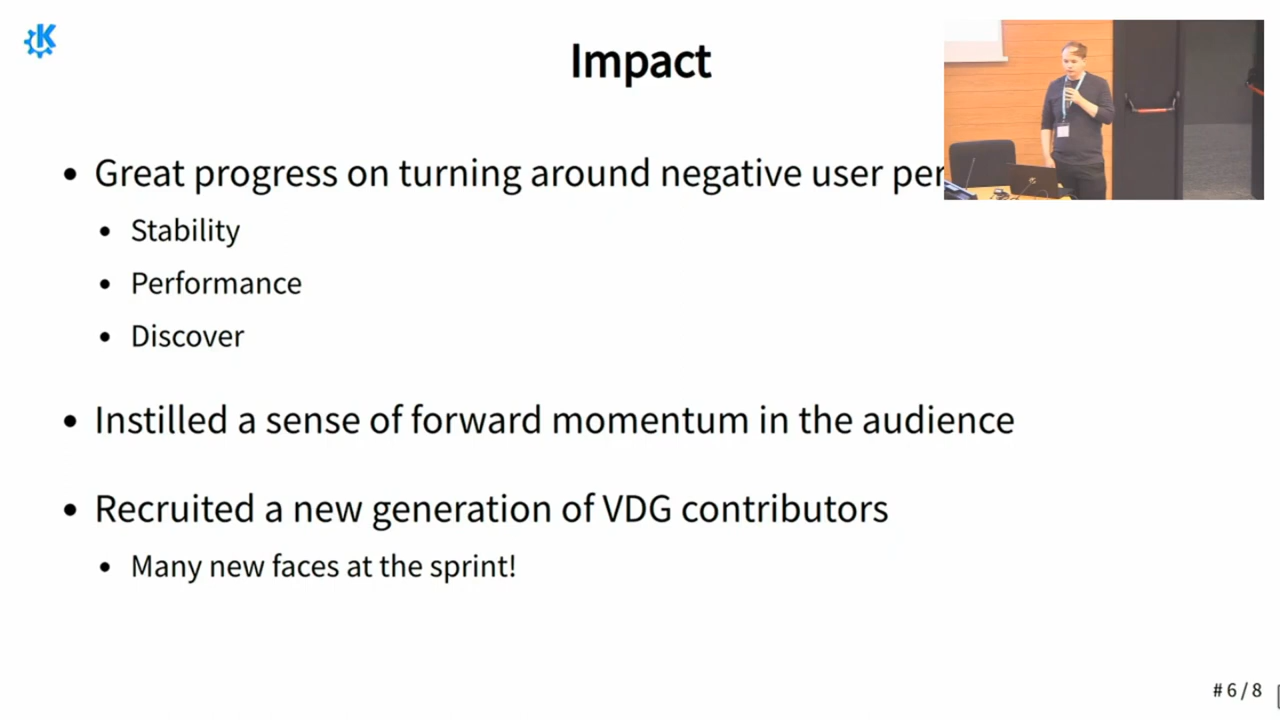 Impact
• Great progress on turning around negative user
• Stability
• Performance
• Discover
• Instilled a sense of forward momentum in the audience
• Recruited a new generation of VDG contributors
• Many new faces at the sprint!
#6/8